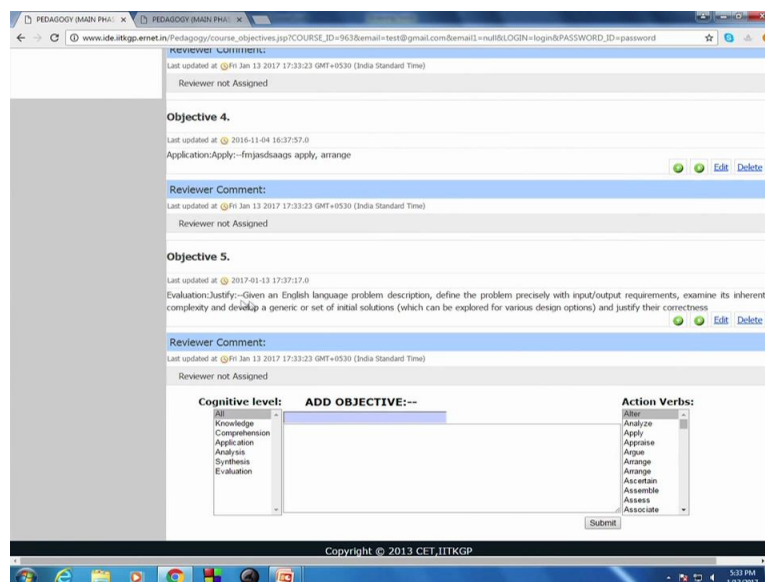 PEDAGOGY (MAIN PHAS × PEDAGOGY (MAIN PHAS ×
www.ide.iitkgp.ernet.in/Pedagogy/course_objectives.jsp?COURSE_ID=963&email=test@gmail.com&email1=null&LOGIN=login&PASSWORD_ID=password
Reviewer Comment:
Last updated at Fri Jan 13 2017 17:33:23 GMT+0530 (India Standard Time)
Reviewer not Assigned
Objective 4.
Last updated at 2016-11-04 16:37:57.0
Application:Apply:--fmjasdsaags apply, arrange
Edit Delete
Reviewer Comment:
Last updated at Fri Jan 13 2017 17:33:23 GMT+0530 (India Standard Time)
Reviewer not Assigned
Objective 5.
Last updated at 2017-01-13 17:37:17.0
Evaluation:Justify:--Given an English language problem description, define the problem precisely with input/output requirements, examine its inherent
complexity and develop a generic or set of initial solutions (which can be explored for various design options) and justify their correctness
Edit Delete
Reviewer Comment:
Last updated at Fri Jan 13 2017 17:33:23 GMT+0530 (India Standard Time)
Reviewer not Assigned
Cognitive level: ADD OBJECTIVE:-- Action Verbs:
All
Knowledge
Comprehension
Application
Analysis
Synthesis
Evaluation
Alter
Analyze
Apply
Appraise
Argue
Arrange
Arrange
Ascertain
Assemble
Assess
Associate
Submit
Copyright © 2013 CET,IITKGP
5:33 PM